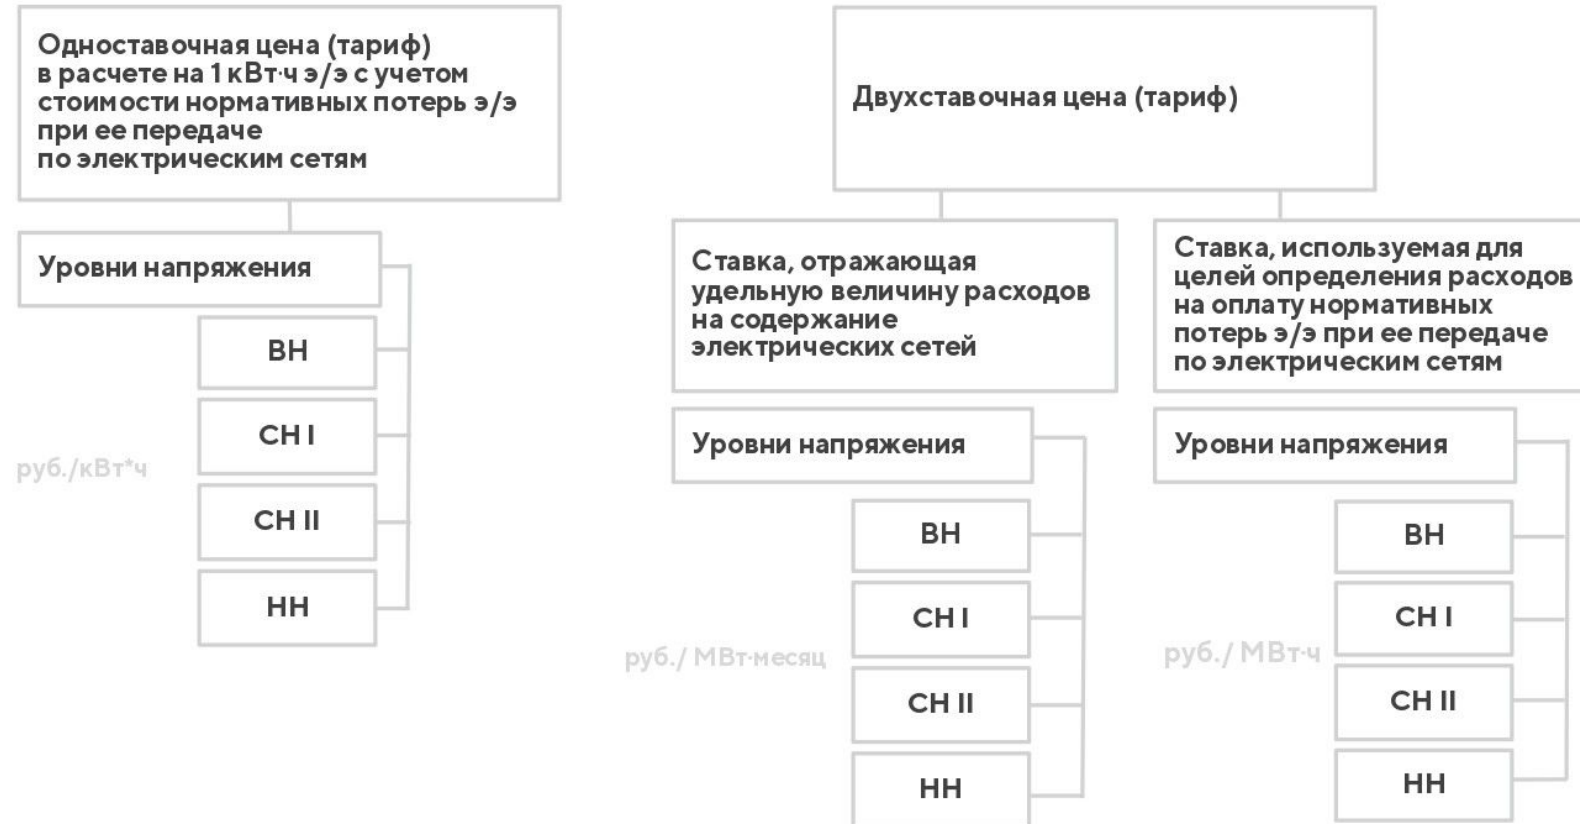 Одноставочная цена (тариф)
в расчете на 1 кВт·ч э/э с учетом
стоимости нормативных потерь э/э
при ее передаче
по электрическим сетям
Уровни напряжения
ВН
СН I
СН II
НН
руб./кВт*ч
Двухставочная цена (тариф)
Ставка, отражающая
удельную величину расходов
на содержание
электрических сетей
Уровни напряжения
ВН
СН I
СН II
НН
руб./ МВт·месяц
Ставка, используемая для
целей определения расходов
на оплату нормативных
потерь э/э при ее передаче
по электрическим сетям
Уровни напряжения
ВН
СН I
СН II
НН
руб./ МВт·ч